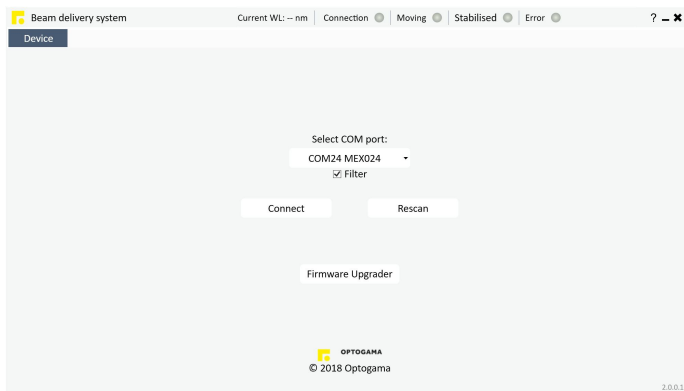 Beam delivery system Current WL: -- nm Connection Moving Stabilised Error ?
Device
Select COM port:
COM24 MEX024
Filter
Connect Rescan
Firmware Upgrader
OPTOGAMA
© 2018 Optogama
2.0.0.1